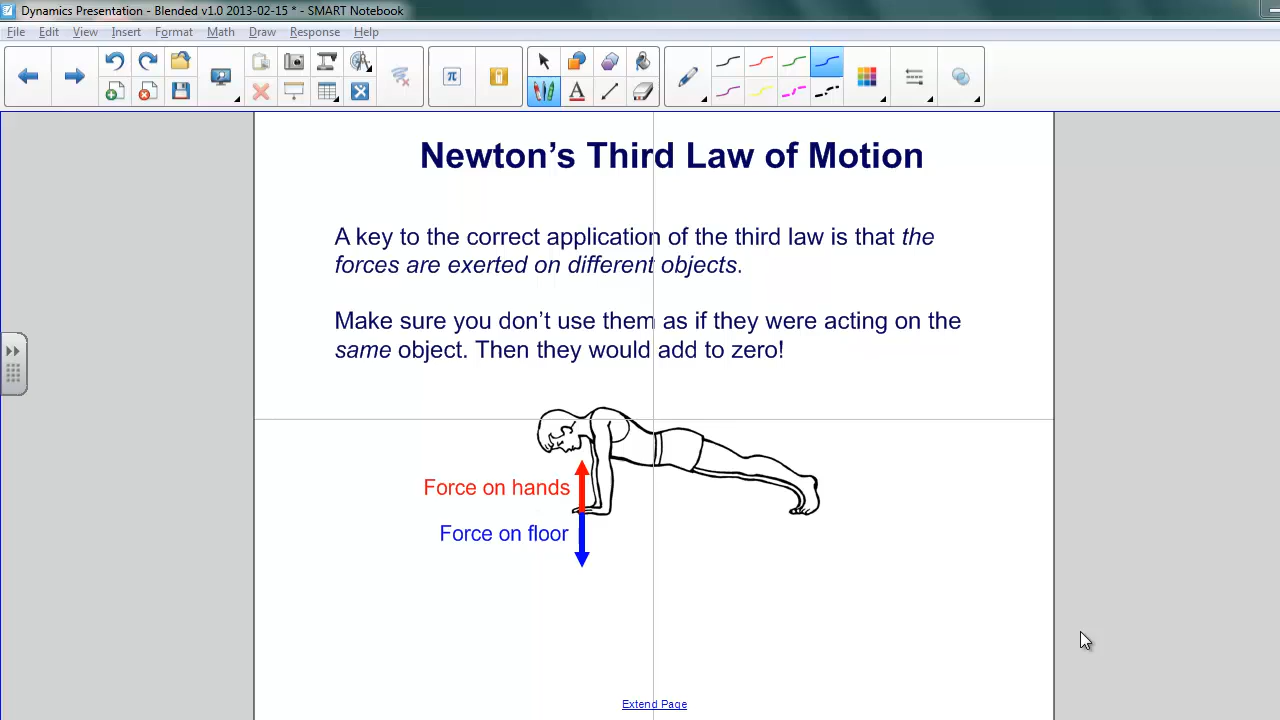 Dynamics Presentation - Blended v1.0 2013-02-15 * - SMART Notebook
File Edit View Insert Format Math Draw Response Help
π
A
Newton’s Third Law of Motion
A key to the correct application of the third law is that the
forces are exerted on different objects.
Make sure you don’t use them as if they were acting on the
same object. Then they would add to zero!
Force on hands
Force on floor
Extend Page